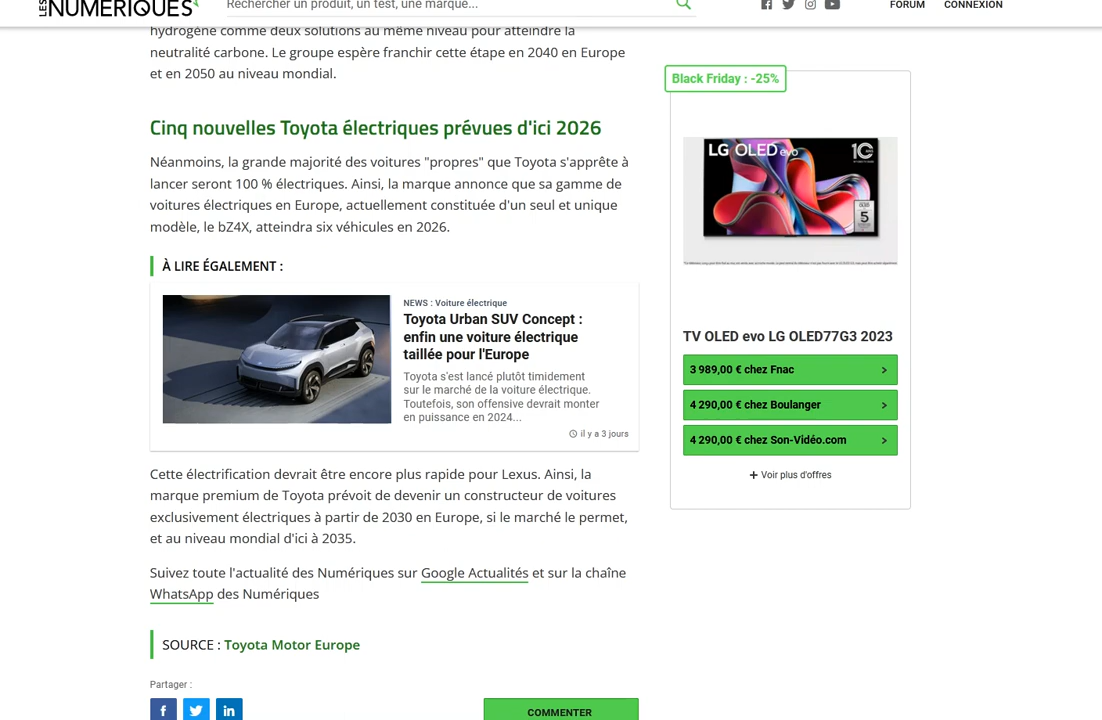 LES NUMÉRIQUES
Rechercher un produit, un test, une marque...
FORUM
CONNEXION
hydrogène comme deux solutions au même niveau pour atteindre la
neutralité carbone. Le groupe espère franchir cette étape en 2040 en Europe
et en 2050 au niveau mondial.
Cinq nouvelles Toyota électriques prévues d'ici 2026
Néanmoins, la grande majorité des voitures "propres" que Toyota s'apprête à
lancer seront 100 % électriques. Ainsi, la marque annonce que sa gamme de
voitures électriques en Europe, actuellement constituée d'un seul et unique
modèle, le bZ4X, atteindra six véhicules en 2026.
À LIRE ÉGALEMENT :
NEWS : Voiture électrique
Toyota Urban SUV Concept :
enfin une voiture électrique
taillée pour l'Europe
Toyota s'est lancé plutôt timidement
sur le marché de la voiture électrique.
Toutefois, son offensive devrait monter
en puissance en 2024...
il y a 3 jours
Cette électrification devrait être encore plus rapide pour Lexus. Ainsi, la
marque premium de Toyota prévoit de devenir un constructeur de voitures
exclusivement électriques à partir de 2030 en Europe, si le marché le permet,
et au niveau mondial d'ici à 2035.
Suivez toute l'actualité des Numériques sur Google Actualités et sur la chaîne
WhatsApp des Numériques
SOURCE : Toyota Motor Europe
Partager :
COMMENTER
Black Friday : -25%
LG OLED evo
10
5
TV OLED evo LG OLED77G3 2023
3 989,00 € chez Fnac >
4 290,00 € chez Boulanger >
4 290,00 € chez Son-Vidéo.com >
+ Voir plus d'offres